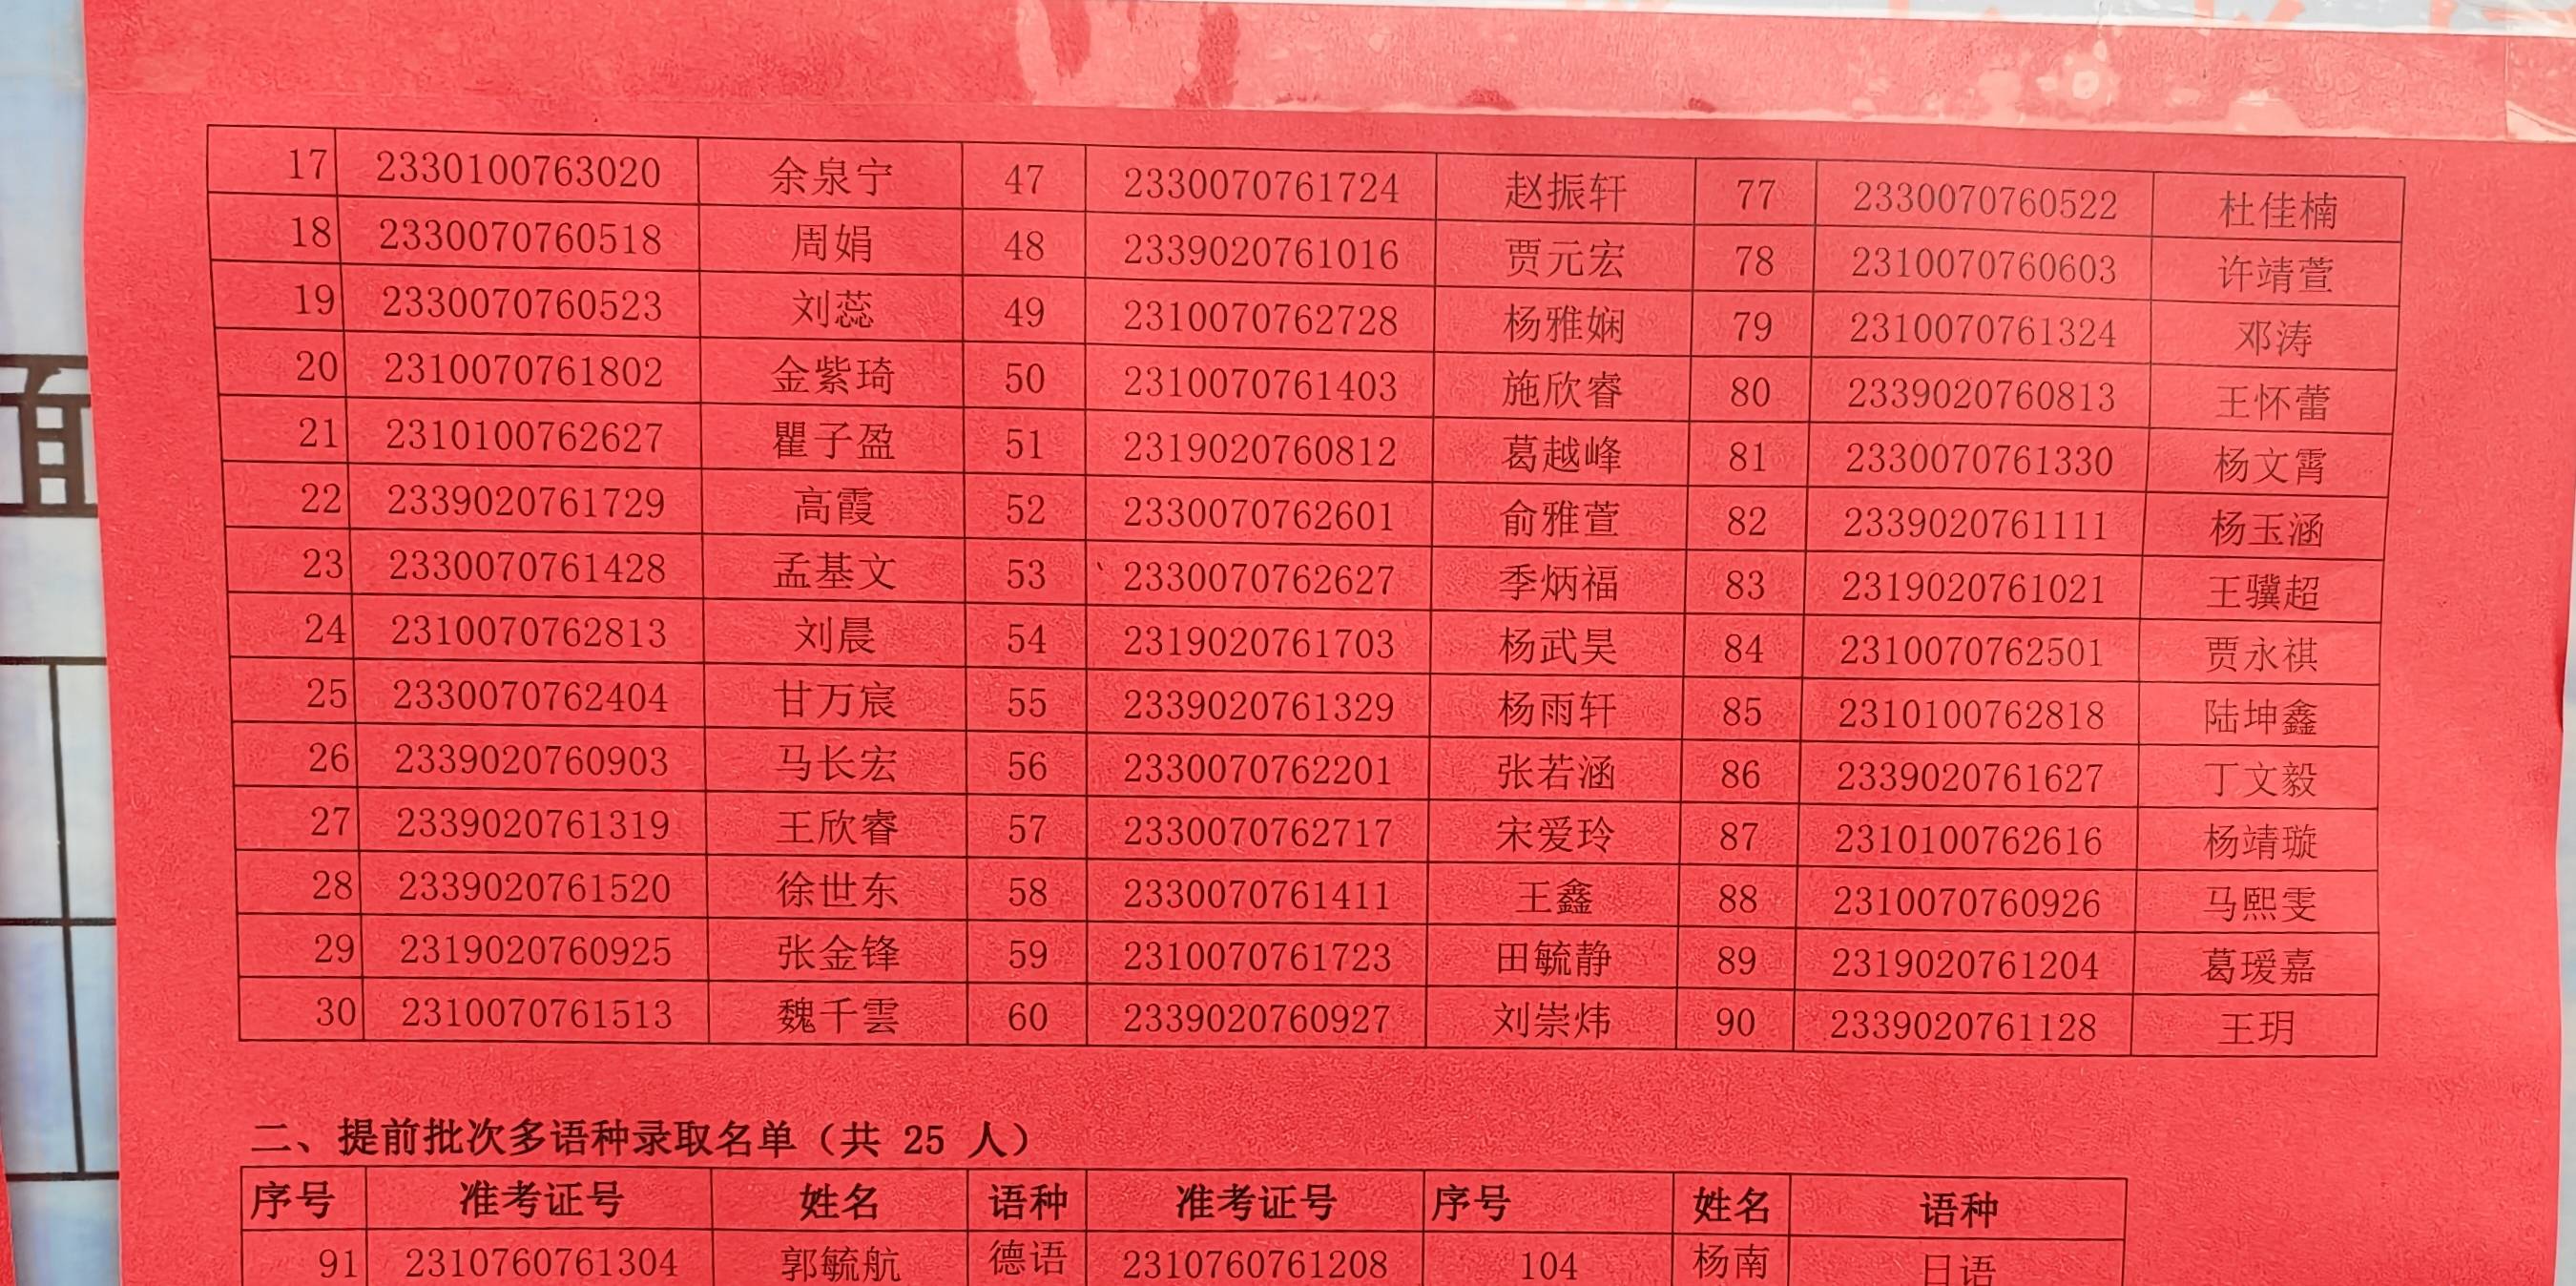 17 2330100763020 余泉宁 47 2330070761724 赵振轩 77 2330070760522 杜佳楠
18 2330070760518 周娟 48 2339020761016 贾元宏 78 2310070760603 许靖萱
19 2330070760523 刘蕊 49 2310070762728 杨雅娴 79 2310070761324 邓涛
20 2310070761802 金紫琦 50 2310070761403 施欣睿 80 2339020760813 王怀蕾
21 2310100762627 瞿子盈 51 2319020760812 葛越峰 81 2330070761330 杨文霄
22 2339020761729 高霞 52 2330070762601 俞雅萱 82 2339020761111 杨玉涵
23 2330070761428 孟基文 53 2330070762627 季炳福 83 2319020761021 王骥超
24 2310070762813 刘晨 54 2319020761703 杨武昊 84 2310070762501 贾永祺
25 2330070762404 甘万宸 55 2339020761329 杨雨轩 85 2310100762818 陆坤鑫
26 2339020760903 马长宏 56 2330070762201 张若涵 86 2339020761627 丁文毅
27 2339020761319 王欣睿 57 2330070762717 宋爱玲 87 2310100762616 杨靖璇
28 2339020761520 徐世东 58 2330070761411 王鑫 88 2310070760926 马熙雯
29 2319020760925 张金锋 59 2310070761723 田毓静 89 2319020761204 葛瑷嘉
30 2310070761513 魏千雲 60 2339020760927 刘崇炜 90 2339020761128 王玥
二、提前批次多语种录取名单（共 25 人）
序号 准考证号 姓名 语种 准考证号 序号 姓名 语种
91 2310760761304 郭毓航 德语 2310760761208 104 杨南 日语
面